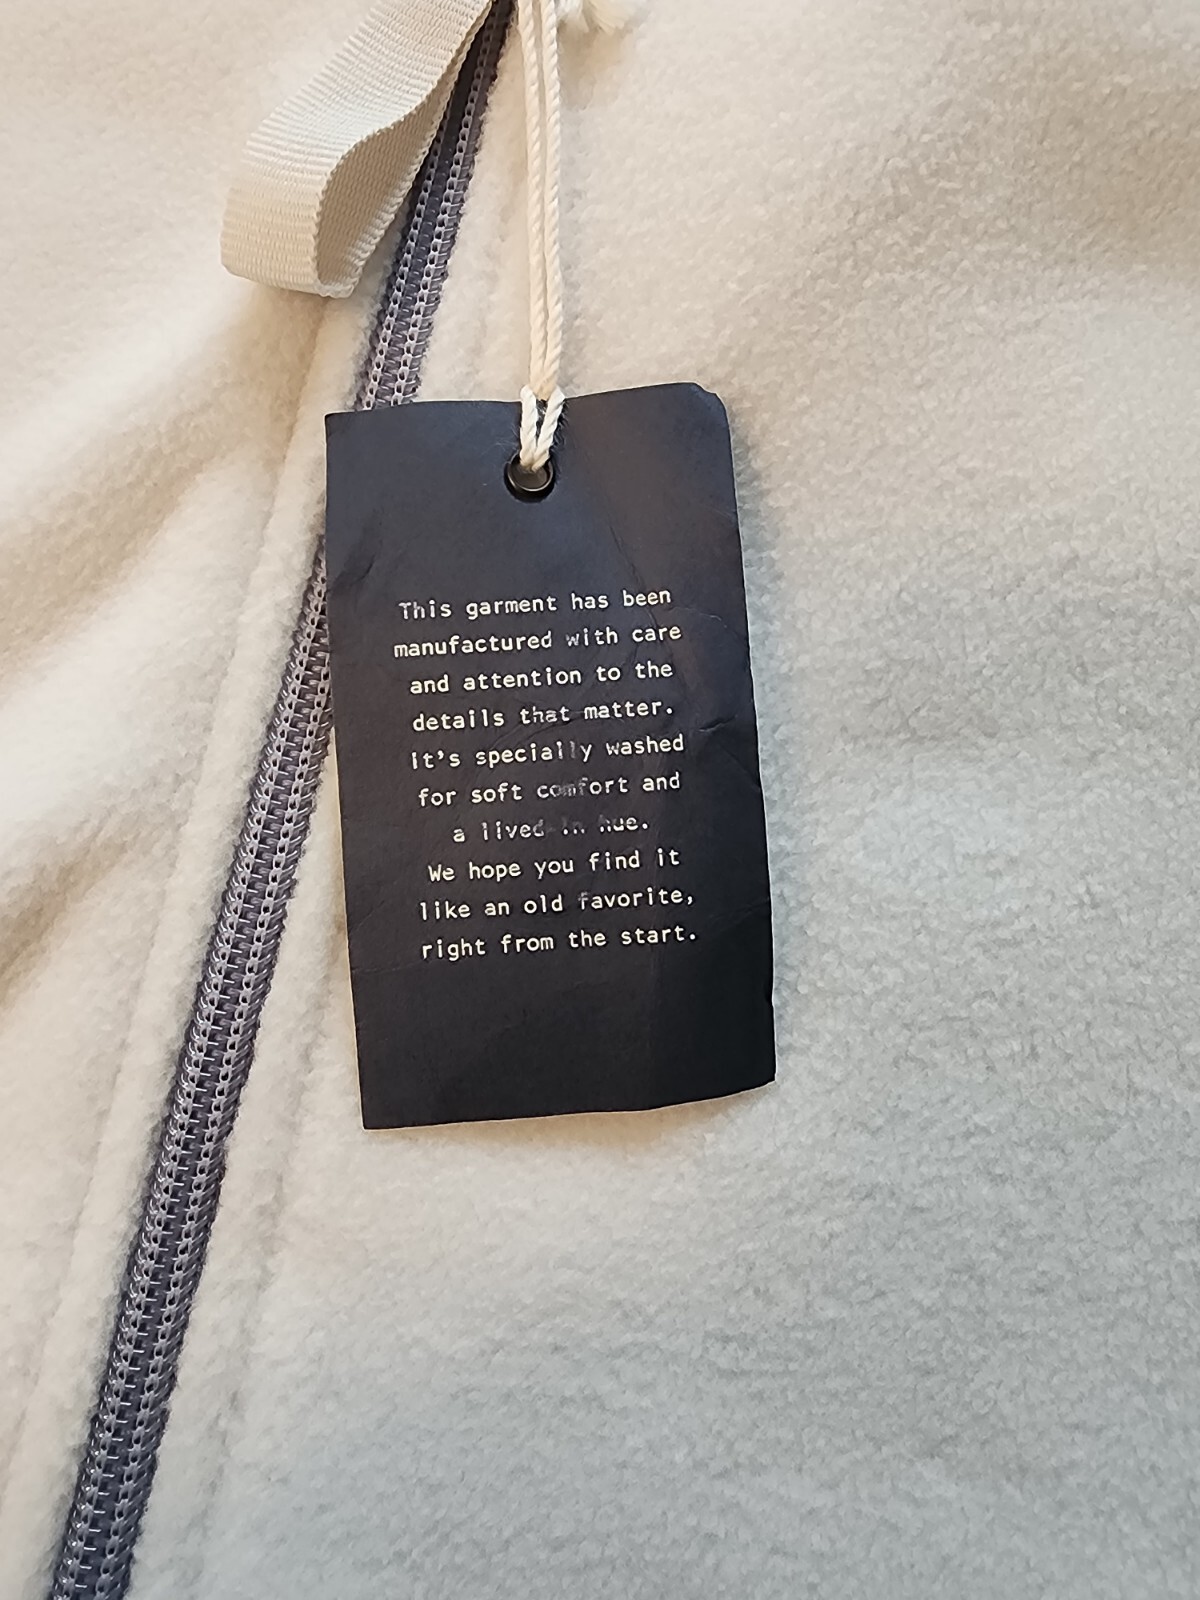 This garment has been
manufactured with care
and attention to the
details that matter.
it's specially washed
for soft comfort and
a lived in hue.
We hope you find it
like an old favorite,
right from the start.